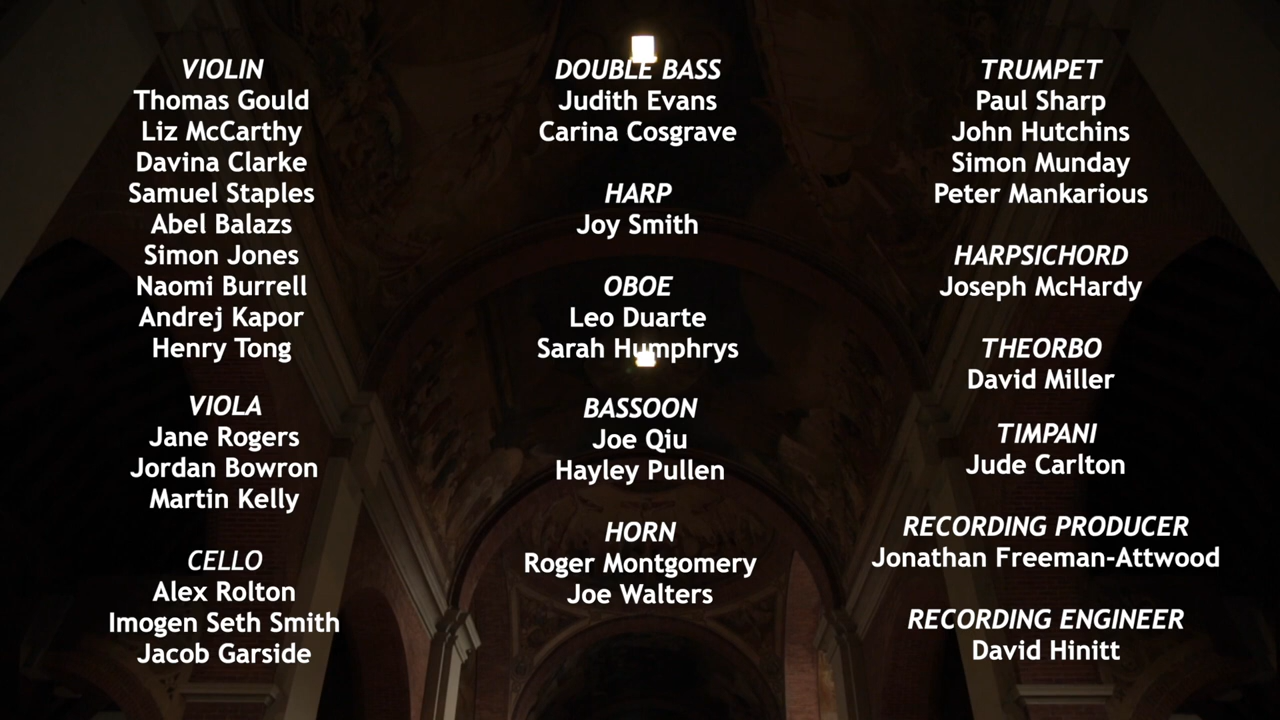 VIOLIN
Thomas Gould
Liz McCarthy
Davina Clarke
Samuel Staples
Abel Balazs
Simon Jones
Naomi Burrell
Andrej Kapor
Henry Tong
VIOLA
Jane Rogers
Jordan Bowron
Martin Kelly
CELLO
Alex Rolton
Imogen Seth Smith
Jacob Garside
DOUBLE BASS
Judith Evans
Carina Cosgrave
HARP
Joy Smith
OBOE
Leo Duarte
Sarah Humphrys
BASSOON
Joe Qiu
Hayley Pullen
HORN
Roger Montgomery
Joe Walters
TRUMPET
Paul Sharp
John Hutchins
Simon Munday
Peter Mankarious
HARPSICHORD
Joseph McHardy
THEORBO
David Miller
TIMPANI
Jude Carlton
RECORDING PRODUCER
Jonathan Freeman-Attwood
RECORDING ENGINEER
David Hinitt